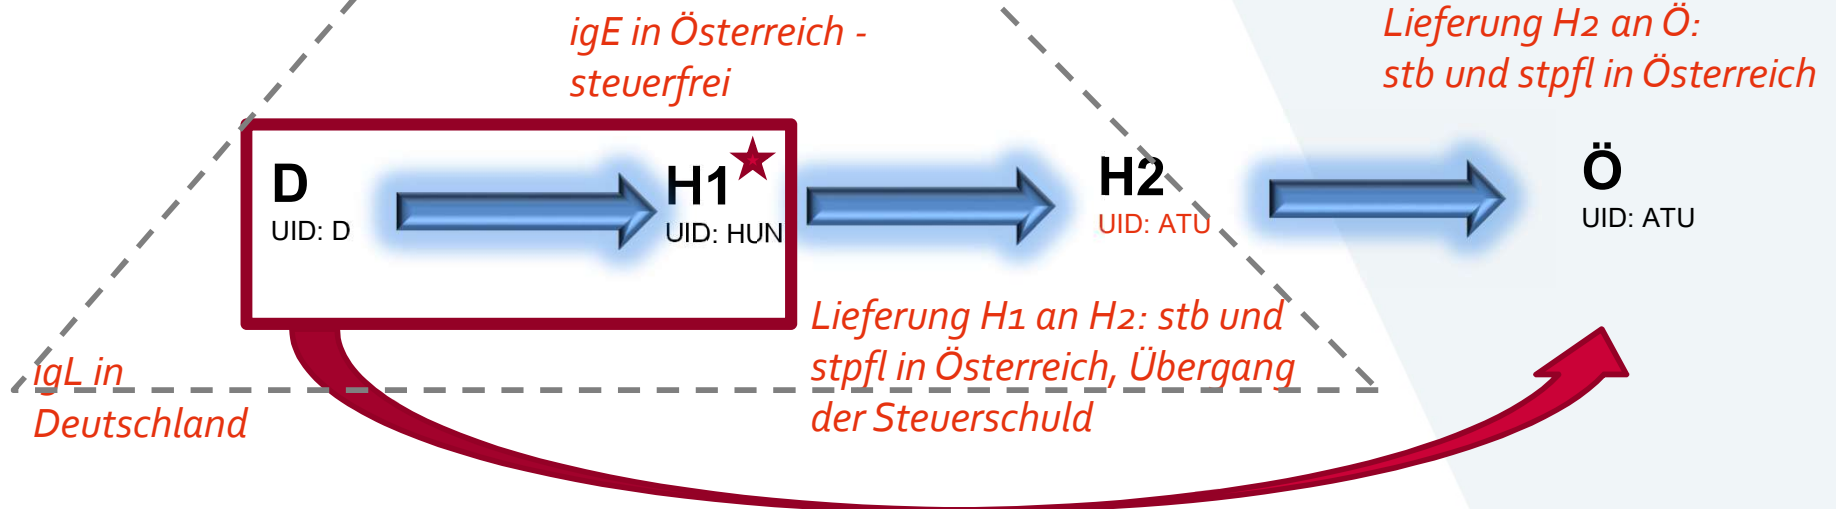 igE in Österreich -
steuerfrei
Lieferung H2 an Ö:
stb und stpfl in Österreich
D
UID: D
H1
UID: HUN
H2
UID: ATU
Ö
UID: ATU
Lieferung H1 an H2: stb und
stpfl in Österreich, Übergang
der Steuerschuld
igL in
Deutschland